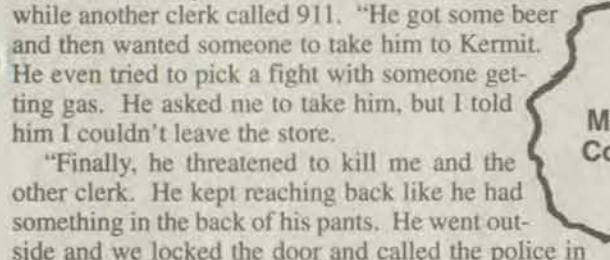 while another clerk called 911. “He got some beer
and then wanted someone to take him to Kermit.
He even tried to pick a fight with someone get-
ting gas. He asked me to take him, but I told
him I couldn’t leave the store.
“Finally, he threatened to kill me and the
other clerk. He kept reaching back like he had
something in the back of his pants. He went out-
side and we locked the door and called the police in
M
Co